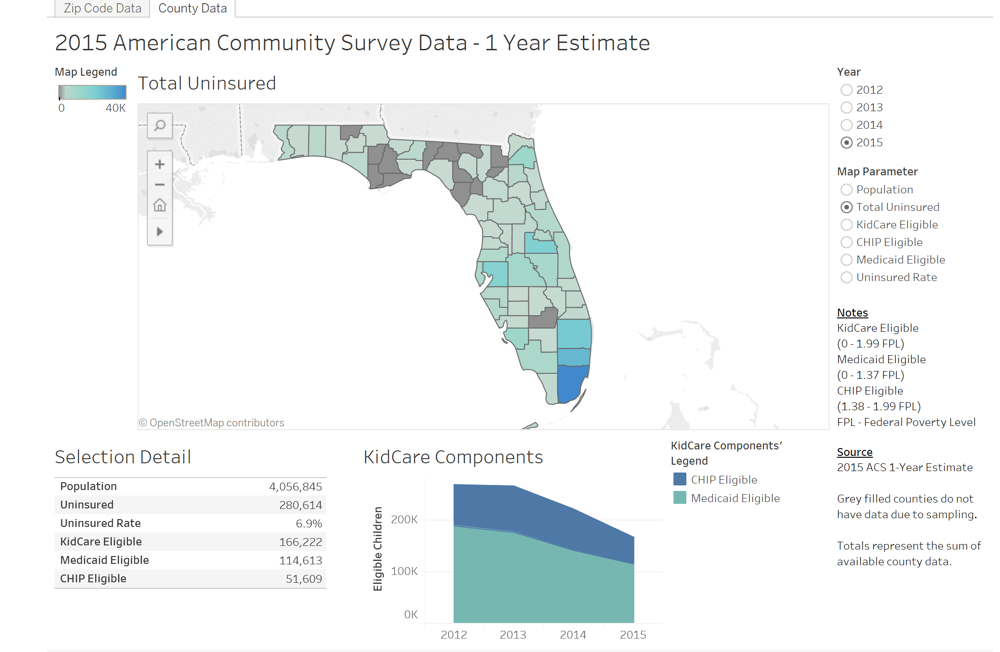 Zip Code Data
County Data
2015 American Community Survey Data - 1 Year Estimate
Map Legend
0
40K
Total Uninsured
© OpenStreetMap contributors
Year
2012
2013
2014
2015
Map Parameter
Population
Total Uninsured
KidCare Eligible
CHIP Eligible
Medicaid Eligible
Uninsured Rate
Notes
KidCare Eligible
(0 - 1.99 FPL)
Medicaid Eligible
(0 - 1.37 FPL)
CHIP Eligible
(1.38 - 1.99 FPL)
FPL - Federal Poverty Level
Source
2015 ACS 1-Year Estimate
Grey filled counties do not
have data due to sampling.
Totals represent the sum of
available county data.
Selection Detail
Population 4,056,845
Uninsured 280,614
Uninsured Rate 6.9%
KidCare Eligible 166,222
Medicaid Eligible 114,613
CHIP Eligible 51,609
KidCare Components
Eligible Children
200K
100K
0K
2012
2013
2014
2015
KidCare Components'
Legend
CHIP Eligible
Medicaid Eligible